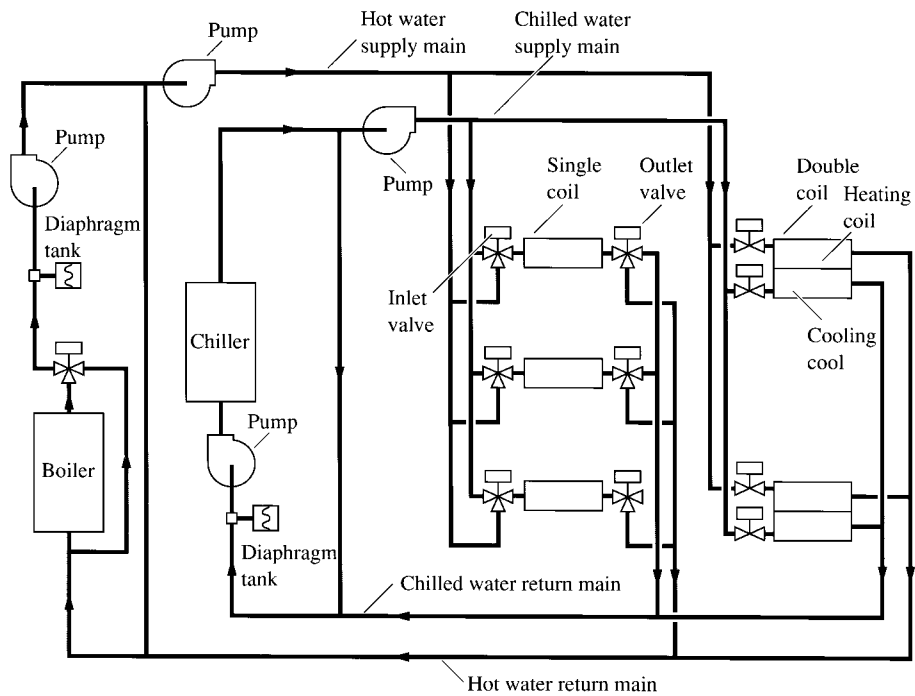 Hot water
supply main
Chilled water
supply main
Pump
Pump
Pump
Diaphragm
tank
Single
coil
Outlet
valve
Double
coil
Heating
coil
Inlet
valve
Cooling
cool
Chiller
Pump
Boiler
Diaphragm
tank
Chilled water return main
Hot water return main